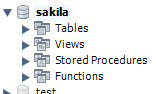 sakila
Tables
Views
Stored Procedures
Functions
test